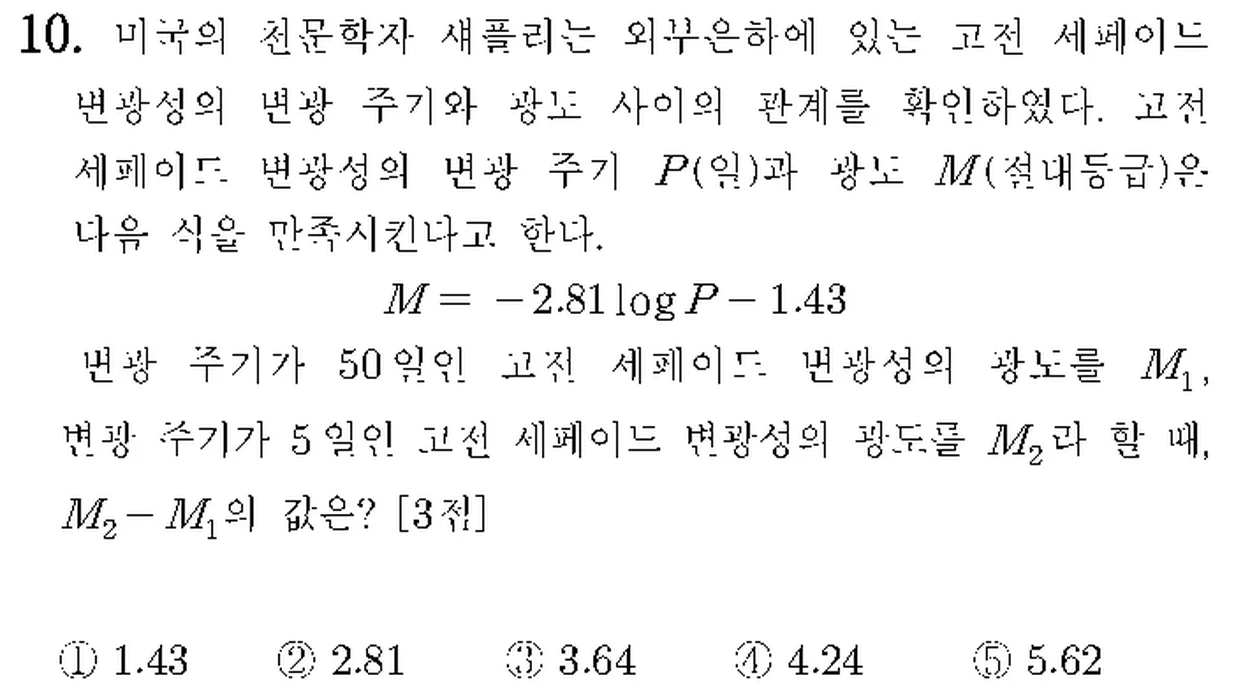 10. 미국의 천문학자 섀플리는 외부은하에 있는 고전 세페이드
변광성의 변광 주기와 광도 사이의 관계를 확인하였다. 고전
세페이드 변광성의 변광 주기 P(일)과 광도 M(절대등급)은
다음 식을 만족시킨다고 한다.
M = -2.81 log P - 1.43
변광 주기가 50일인 고전 세페이드 변광성의 광도를 M₁,
변광 주기가 5일인 고전 세페이드 변광성의 광도를 M₂라 할 때,
M₂ - M₁의 값은? [3점]
① 1.43 ② 2.81 ③ 3.64 ④ 4.24 ⑤ 5.62